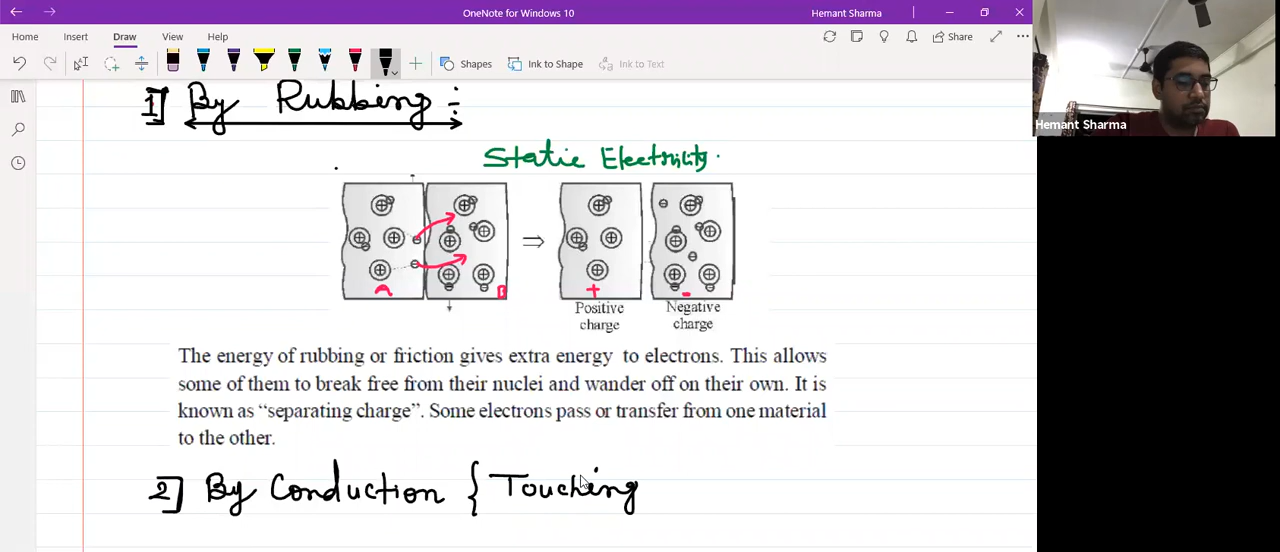 OneNote for Windows 10
Hemant Sharma
Home Insert Draw View Help
Share
Shapes Ink to Shape Ink to Text
1] By Rubbing :-
Static Electricity.
A B + -
Positive charge
Negative charge
The energy of rubbing or friction gives extra energy to electrons. This allows
some of them to break free from their nuclei and wander off on their own. It is
known as “separating charge”. Some electrons pass or transfer from one material
to the other.
2] By Conduction { Touching
Hemant Sharma